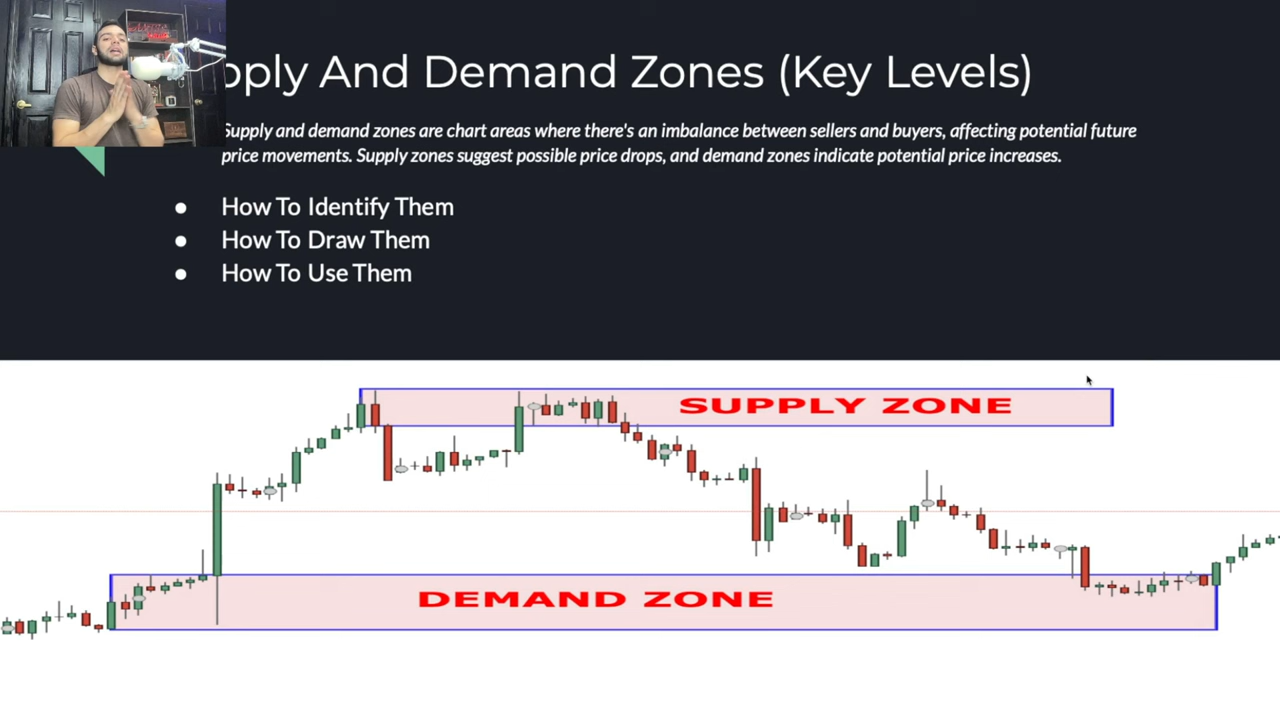 pply And Demand Zones (Key Levels)
Supply and demand zones are chart areas where there's an imbalance between sellers and buyers, affecting potential future
price movements. Supply zones suggest possible price drops, and demand zones indicate potential price increases.
● How To Identify Them
● How To Draw Them
● How To Use Them
SUPPLY ZONE
DEMAND ZONE